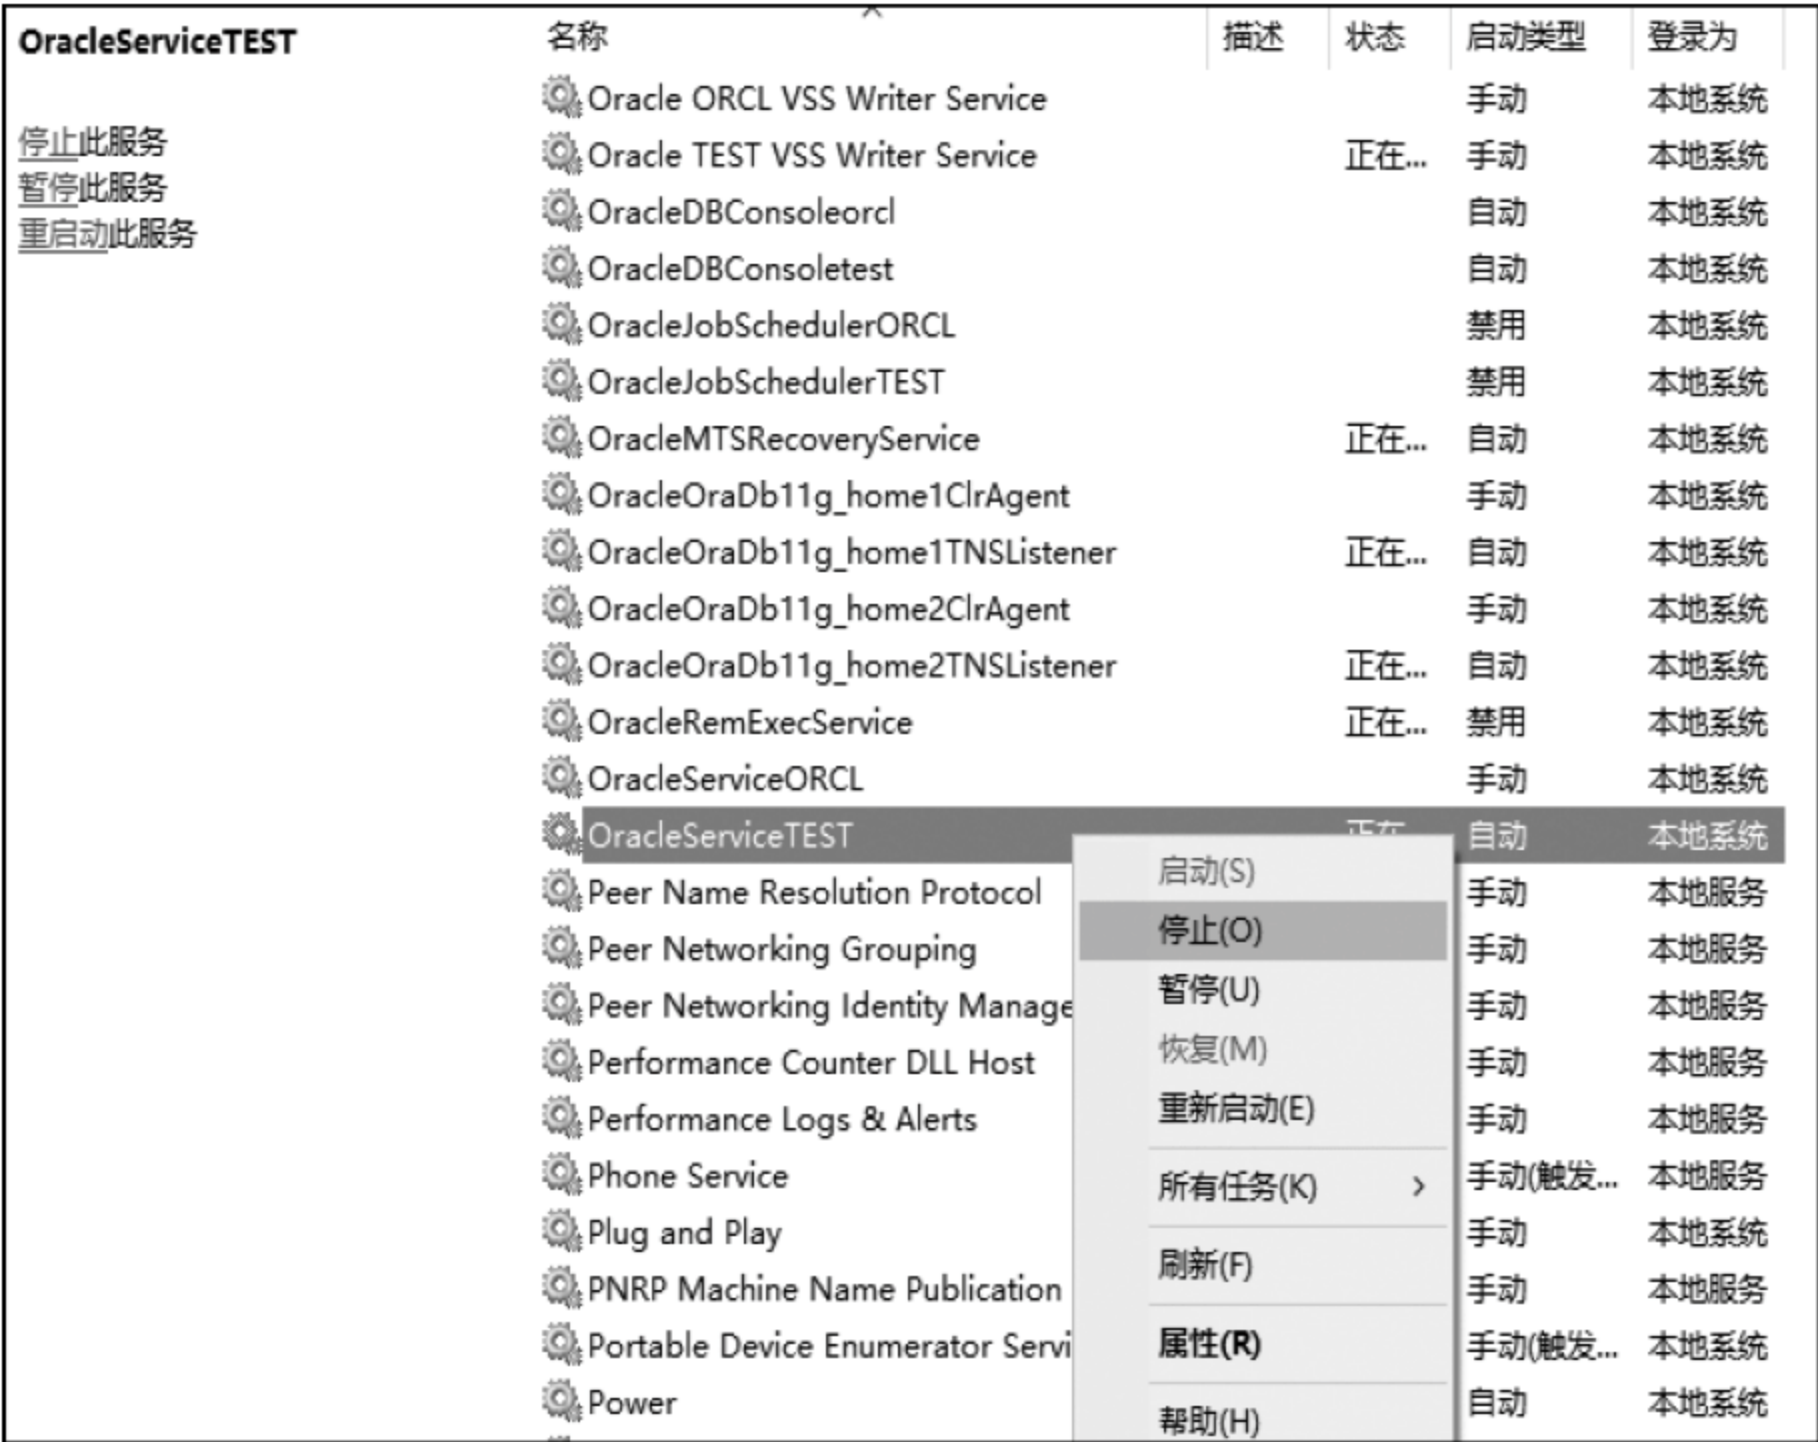 OracleServiceTEST
停止此服务
暂停此服务
重启动此服务
名称 描述 状态 启动类型 登录为
Oracle ORCL VSS Writer Service 手动 本地系统
Oracle TEST VSS Writer Service 正在... 手动 本地系统
OracleDBConsoleorcl 自动 本地系统
OracleDBConsoletest 自动 本地系统
OracleJobSchedulerORCL 禁用 本地系统
OracleJobSchedulerTEST 禁用 本地系统
OracleMTSRecoveryService 正在... 自动 本地系统
OracleOraDb11g_home1ClrAgent 手动 本地系统
OracleOraDb11g_home1TNSListener 正在... 自动 本地系统
OracleOraDb11g_home2ClrAgent 手动 本地系统
OracleOraDb11g_home2TNSListener 正在... 自动 本地系统
OracleRemExecService 正在... 禁用 本地系统
OracleServiceORCL 手动 本地系统
OracleServiceTEST 正在 自动 本地系统
Peer Name Resolution Protocol 手动 本地服务
Peer Networking Grouping 手动 本地服务
Peer Networking Identity Manage 手动 本地服务
Performance Counter DLL Host 手动 本地服务
Performance Logs & Alerts 手动 本地服务
Phone Service 手动(触发... 本地服务
Plug and Play 手动 本地系统
PNRP Machine Name Publication 手动 本地服务
Portable Device Enumerator Servi 手动(触发... 本地系统
Power 自动 本地系统
启动(S)
停止(O)
暂停(U)
恢复(M)
重新启动(E)
所有任务(K)
刷新(F)
属性(R)
帮助(H)